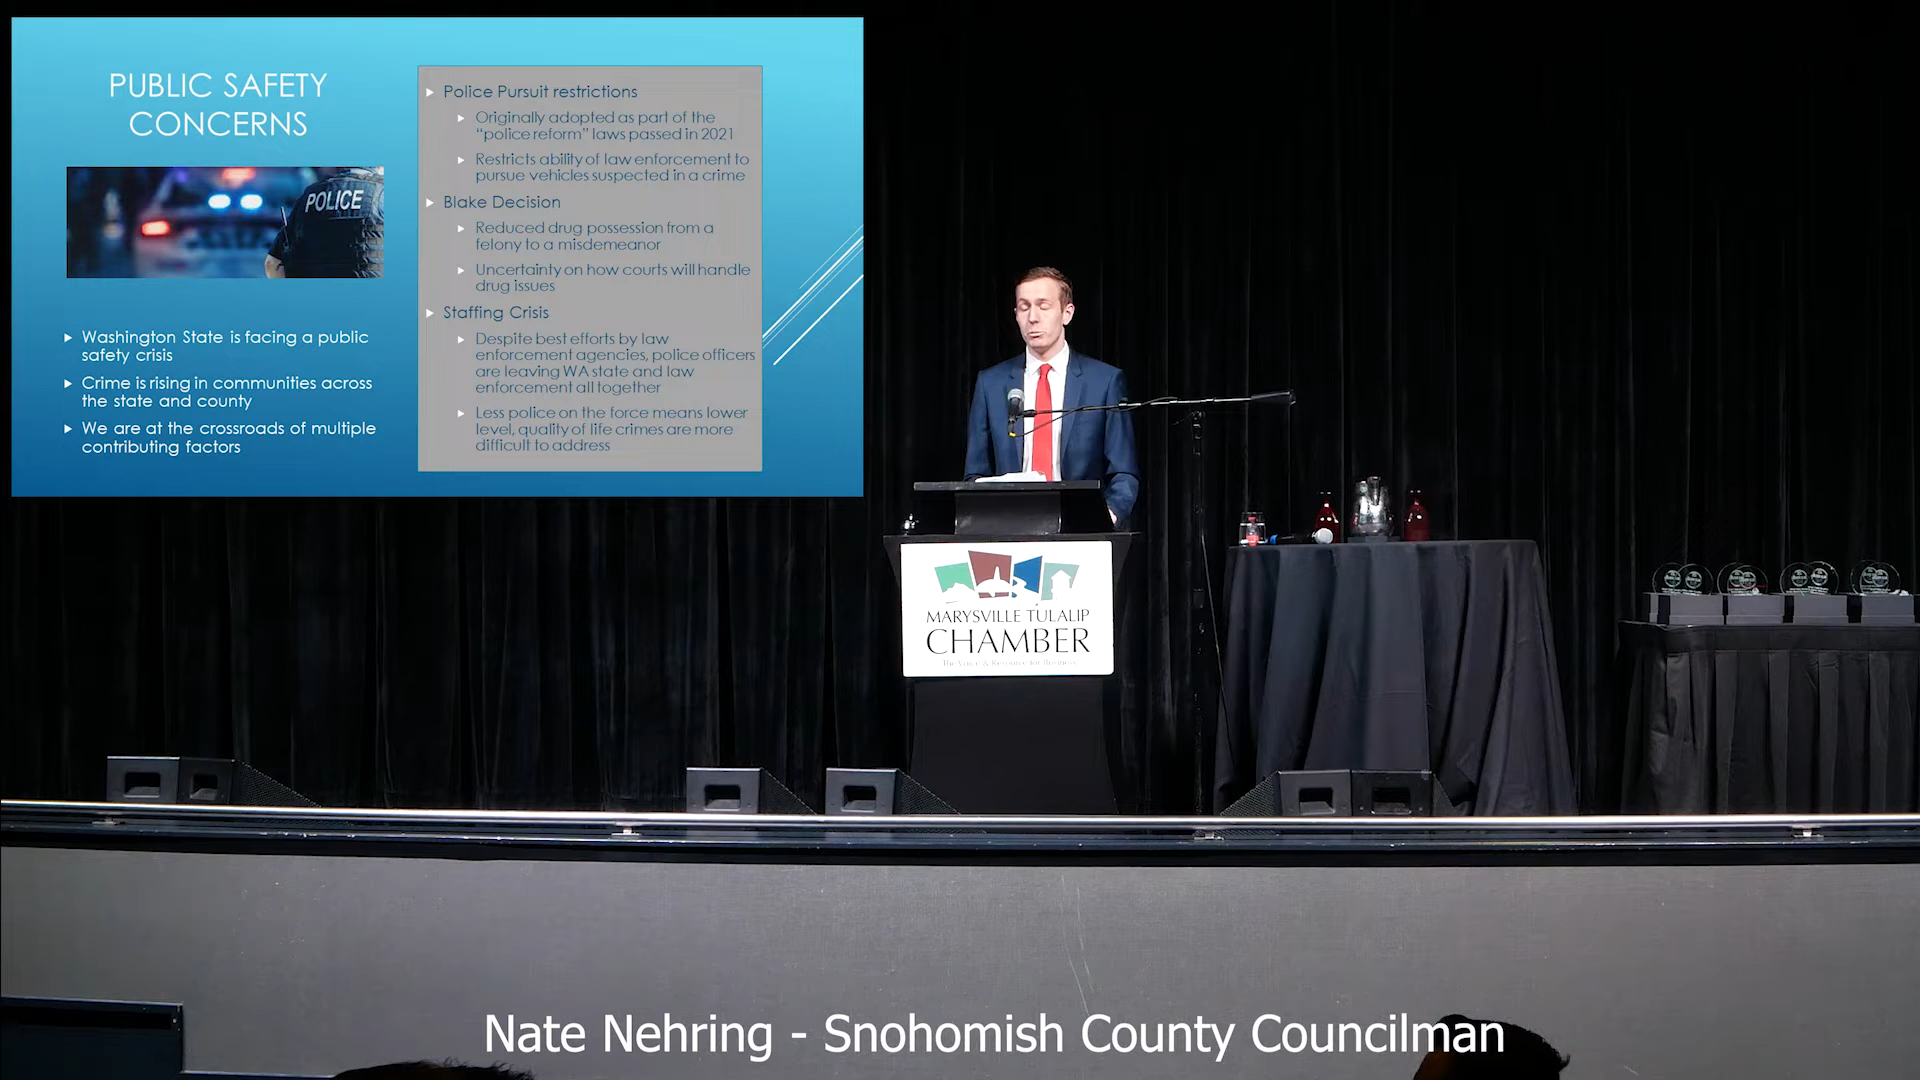 PUBLIC SAFETY
CONCERNS
POLICE
Washington State is facing a public
safety crisis
Crime is rising in communities across
the state and county
We are at the crossroads of multiple
contributing factors
Police Pursuit restrictions
Originally adopted as part of the
“police reform” laws passed in 2021
Restricts ability of law enforcement to
pursue vehicles suspected in a crime
Blake Decision
Reduced drug possession from a
felony to a misdemeanor
Uncertainty on how courts will handle
drug issues
Staffing Crisis
Despite best efforts by law
enforcement agencies, police officers
are leaving WA state and law
enforcement all together
Less police on the force means lower
level, quality of life crimes are more
difficult to address
MARYSVILLE TULALIP
CHAMBER
The Voice & Resource for Business
Nate Nehring - Snohomish County Councilman